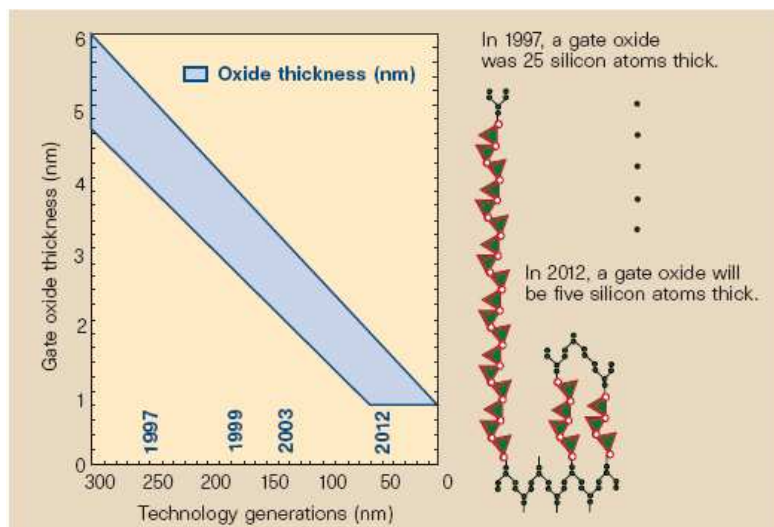 6
5
4
3
2
1
0
Gate oxide thickness (nm)
Oxide thickness (nm)
1997
1999
2003
2012
300 250 200 150 100 50 0
Technology generations (nm)
In 1997, a gate oxide
was 25 silicon atoms thick.
In 2012, a gate oxide will
be five silicon atoms thick.